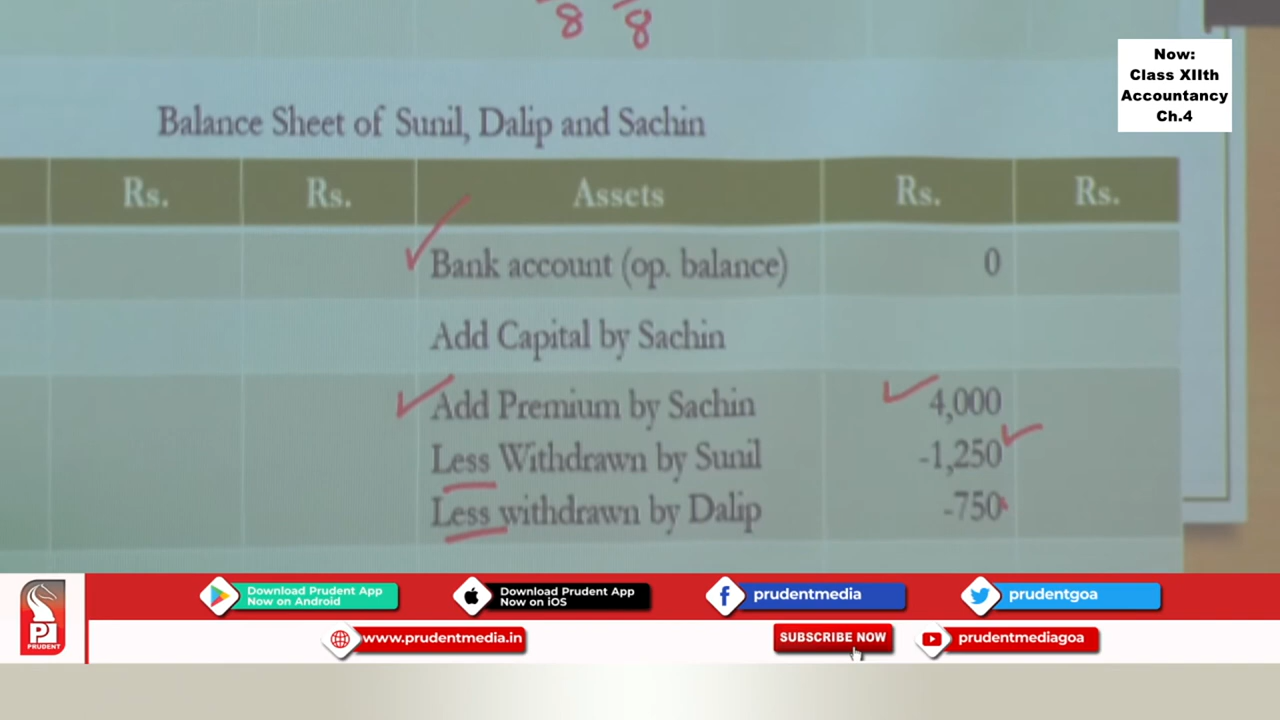 8 8
Now:
Class XIIth
Accountancy
Ch.4
Balance Sheet of Sunil, Dalip and Sachin
Rs. Rs. Assets Rs. Rs.
Bank account (op. balance) 0
Add Capital by Sachin
Add Premium by Sachin 4,000
Less Withdrawn by Sunil -1,250
Less withdrawn by Dalip -750
Download Prudent App
Now on Android
Download Prudent App
Now on iOS
prudentmedia
prudentgoa
PRUDENT
www.prudentmedia.in
SUBSCRIBE NOW
prudentmediagoa